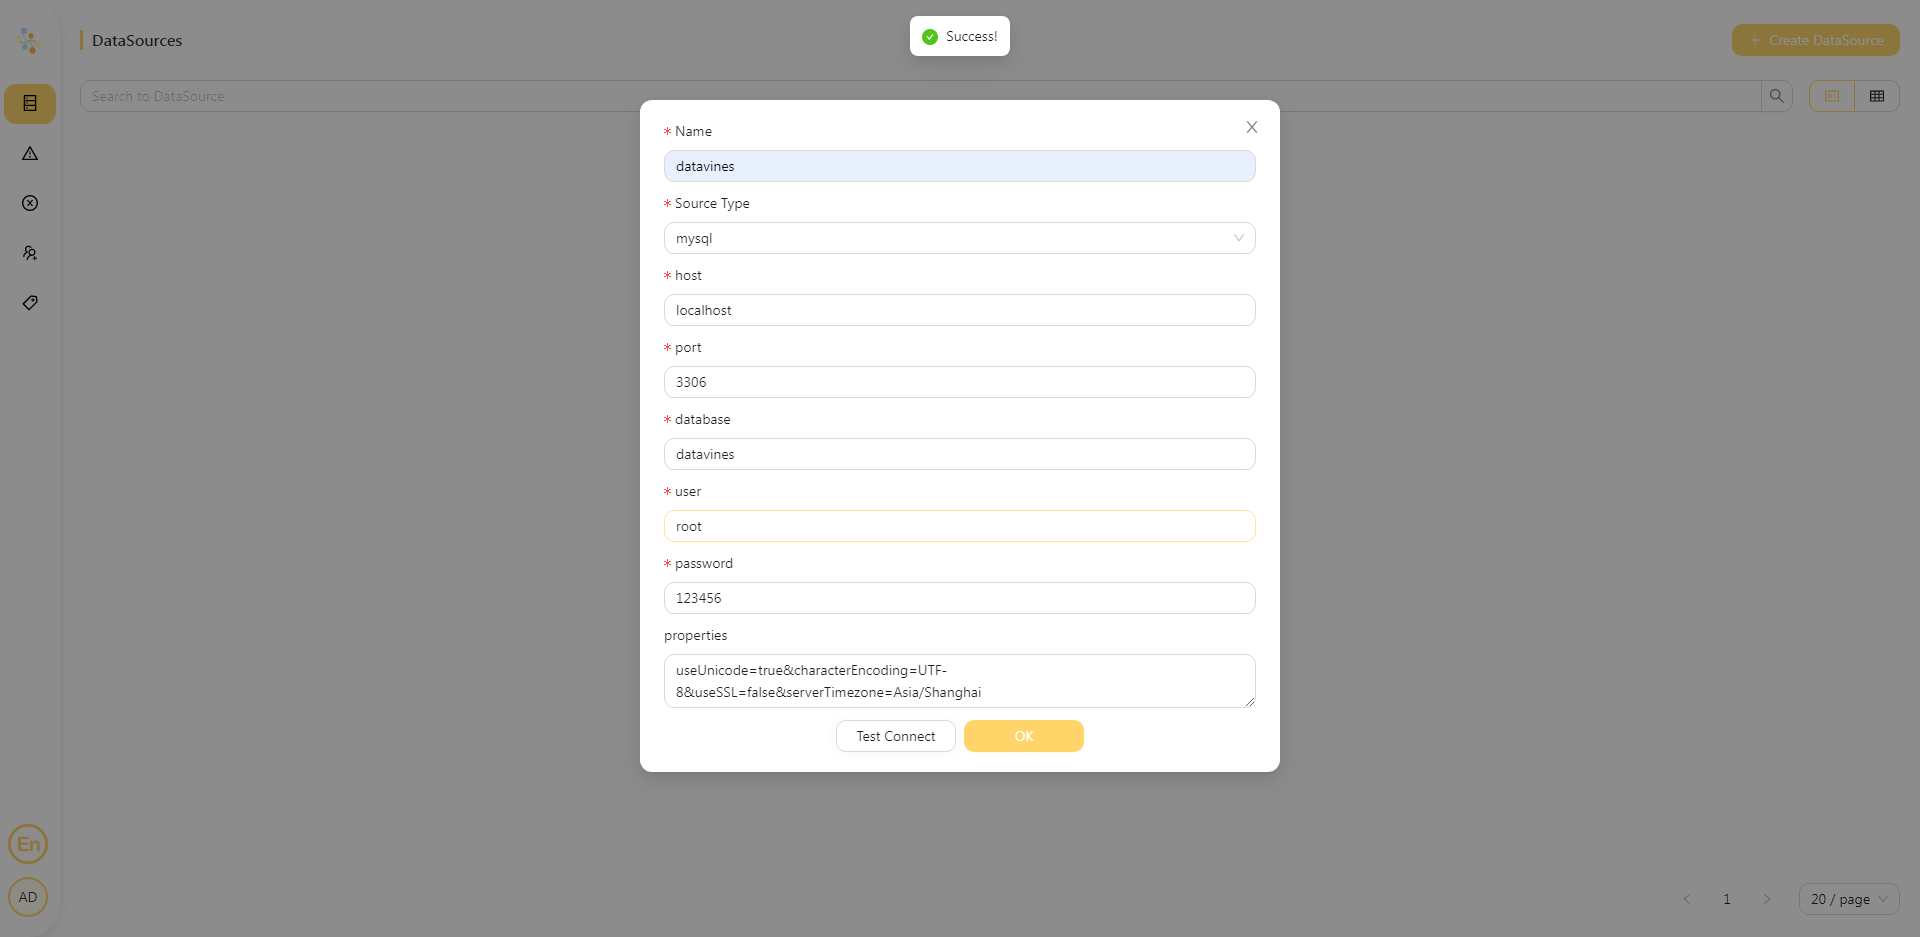 Success!
DataSources
+ Create DataSource
Search to DataSource
* Name
datavines
* Source Type
mysql
* host
localhost
* port
3306
* database
datavines
* user
root
* password
123456
properties
useUnicode=true&characterEncoding=UTF-
8&useSSL=false&serverTimezone=Asia/Shanghai
Test Connect
OK
En
AD
1
20 / page